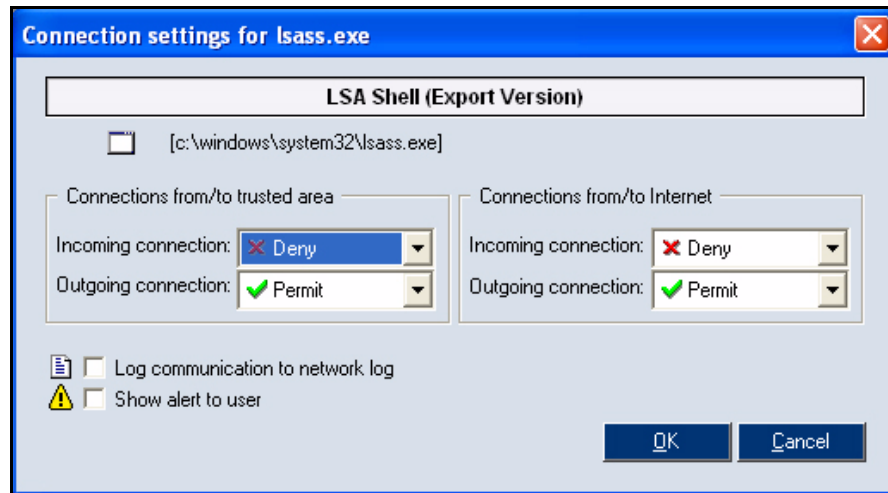 Connection settings for lsass.exe
LSA Shell (Export Version)
[c:\windows\system32\lsass.exe]
Connections from/to trusted area
Incoming connection: Deny
Outgoing connection: Permit
Connections from/to Internet
Incoming connection: Deny
Outgoing connection: Permit
Log communication to network log
Show alert to user
OK Cancel